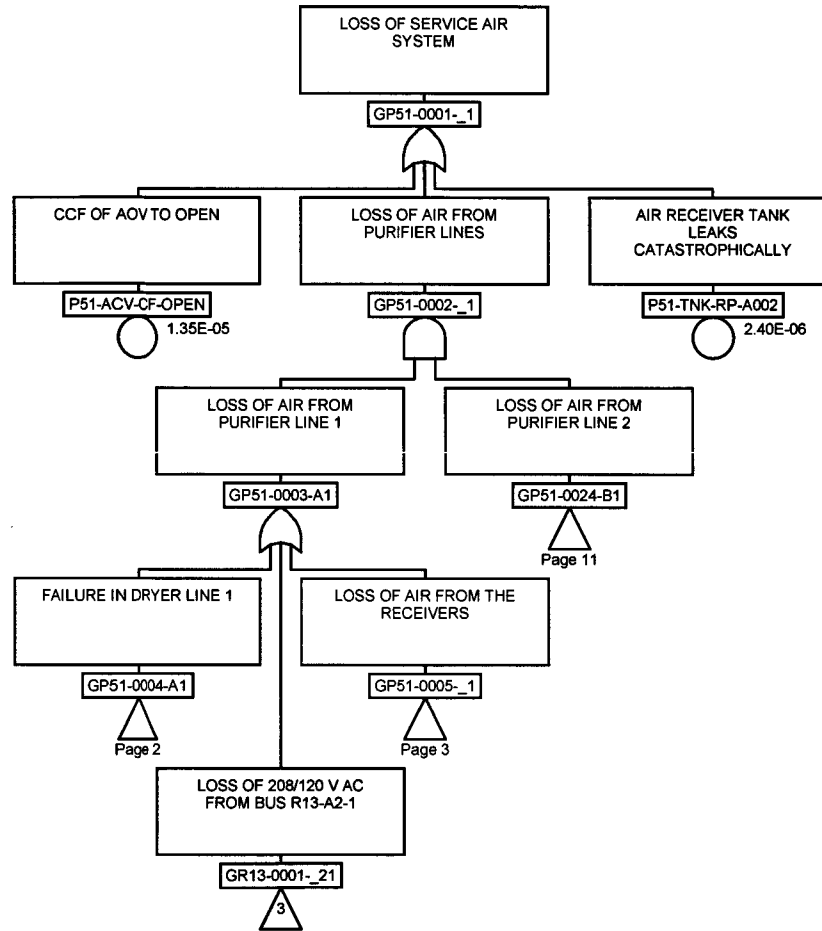 LOSS OF SERVICE AIR
SYSTEM
GP51-0001-_1
CCF OF AOV TO OPEN
P51-ACV-CF-OPEN
1.35E-05
LOSS OF AIR FROM
PURIFIER LINES
GP51-0002-_1
AIR RECEIVER TANK
LEAKS
CATASTROPHICALLY
P51-TNK-RP-A002
2.40E-06
LOSS OF AIR FROM
PURIFIER LINE 1
GP51-0003-A1
LOSS OF AIR FROM
PURIFIER LINE 2
GP51-0024-B1
Page 11
FAILURE IN DRYER LINE 1
GP51-0004-A1
Page 2
LOSS OF AIR FROM THE
RECEIVERS
GP51-0005-_1
Page 3
LOSS OF 208/120 V AC
FROM BUS R13-A2-1
GR13-0001-_21
3